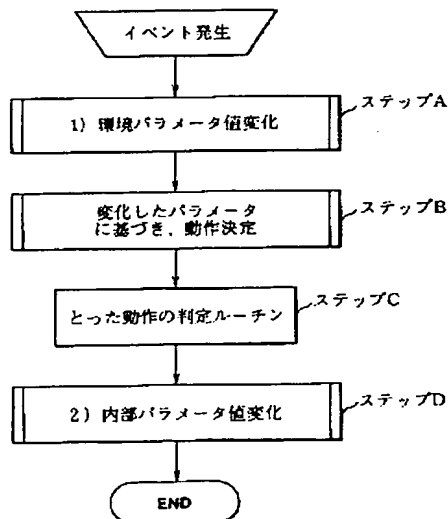 イベント発生
ステップA
1) 環境パラメータ値変化
ステップB
変化したパラメータ
に基づき、動作決定
ステップC
とった動作の判定ルーチン
ステップD
2) 内部パラメータ値変化
END